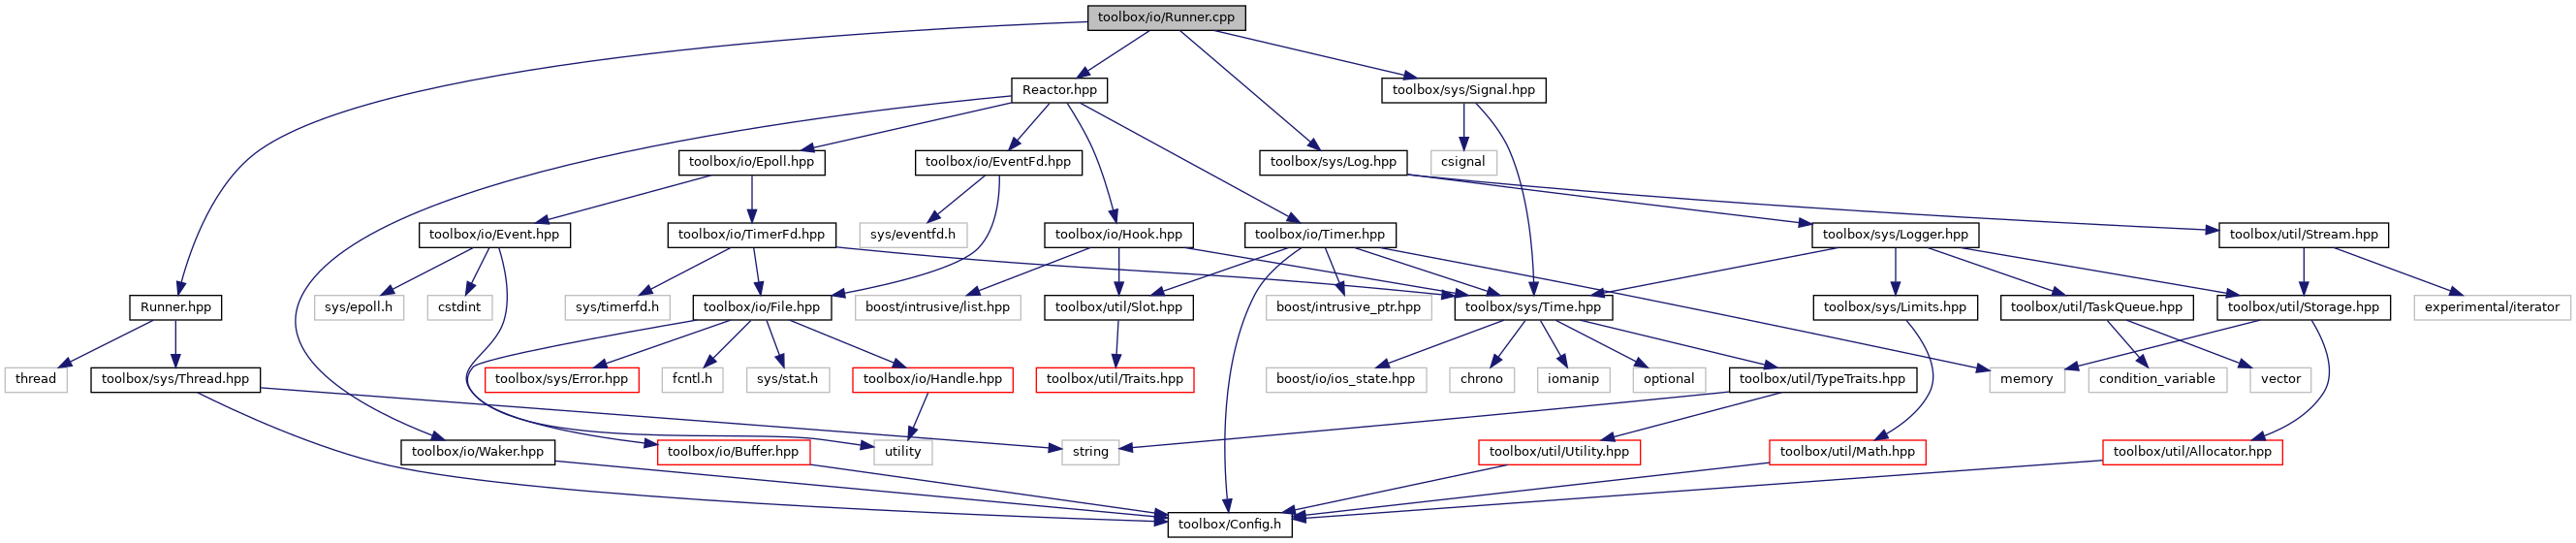 toolbox/io/Runner.cpp
Reactor.hpp
toolbox/sys/Signal.hpp
toolbox/io/Epoll.hpp
toolbox/io/EventFd.hpp
toolbox/sys/Log.hpp
csignal
toolbox/io/Event.hpp
toolbox/io/TimerFd.hpp
sys/eventfd.h
toolbox/io/Hook.hpp
toolbox/io/Timer.hpp
toolbox/sys/Logger.hpp
toolbox/util/Stream.hpp
Runner.hpp
sys/epoll.h
cstdint
sys/timerfd.h
toolbox/io/File.hpp
boost/intrusive/list.hpp
toolbox/util/Slot.hpp
boost/intrusive_ptr.hpp
toolbox/sys/Time.hpp
toolbox/sys/Limits.hpp
toolbox/util/TaskQueue.hpp
toolbox/util/Storage.hpp
experimental/iterator
thread
toolbox/sys/Thread.hpp
toolbox/sys/Error.hpp
fcntl.h
sys/stat.h
toolbox/io/Handle.hpp
toolbox/util/Traits.hpp
boost/io/ios_state.hpp
chrono
iomanip
optional
toolbox/util/TypeTraits.hpp
memory
condition_variable
vector
toolbox/io/Waker.hpp
toolbox/io/Buffer.hpp
utility
string
toolbox/util/Utility.hpp
toolbox/util/Math.hpp
toolbox/util/Allocator.hpp
toolbox/Config.h